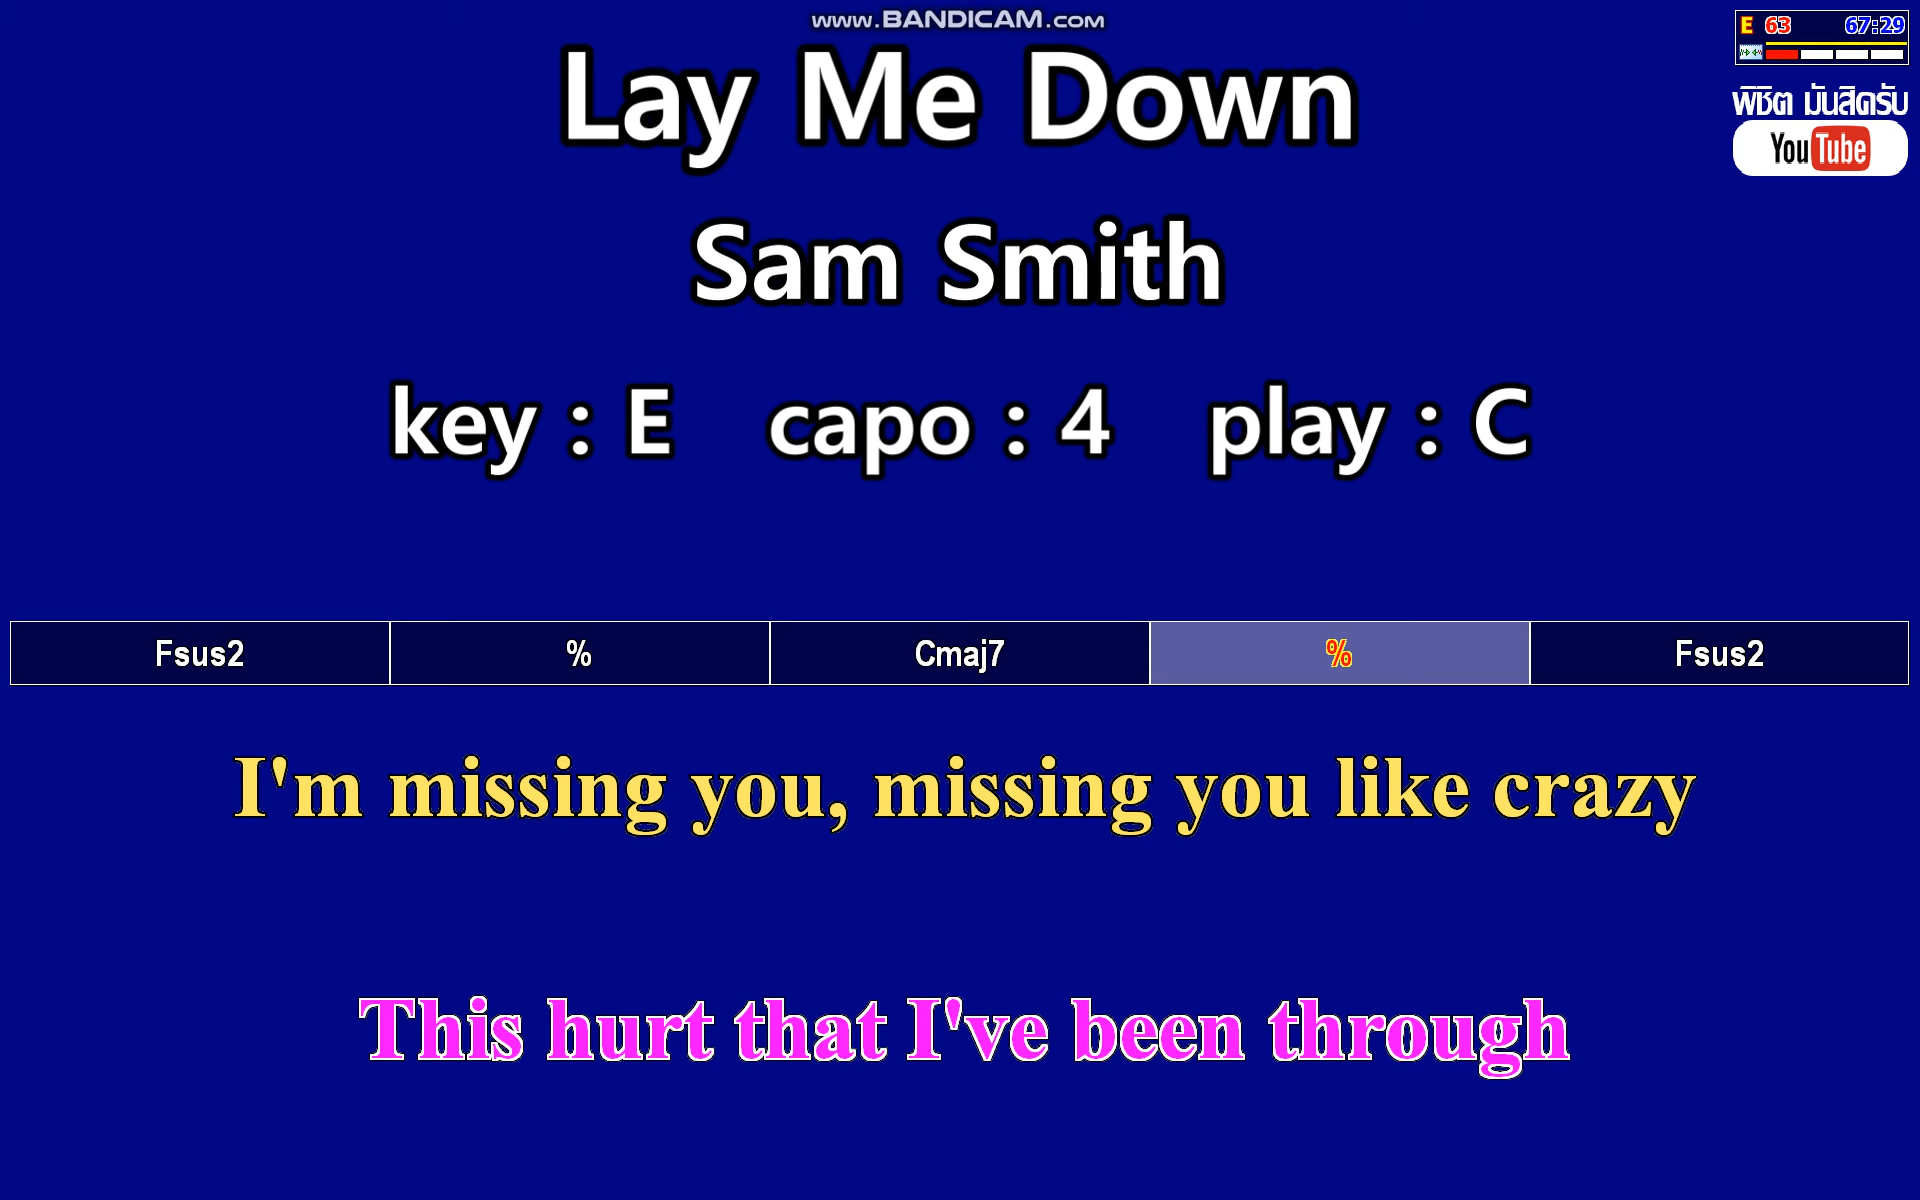 www.BANDICAM.com
E 63 67:29
Lay Me Down
พิชิต มันสิครับ
YouTube
Sam Smith
key : E capo : 4 play : C
Fsus2 % Cmaj7 % Fsus2
I'm missing you, missing you like crazy
This hurt that I've been through